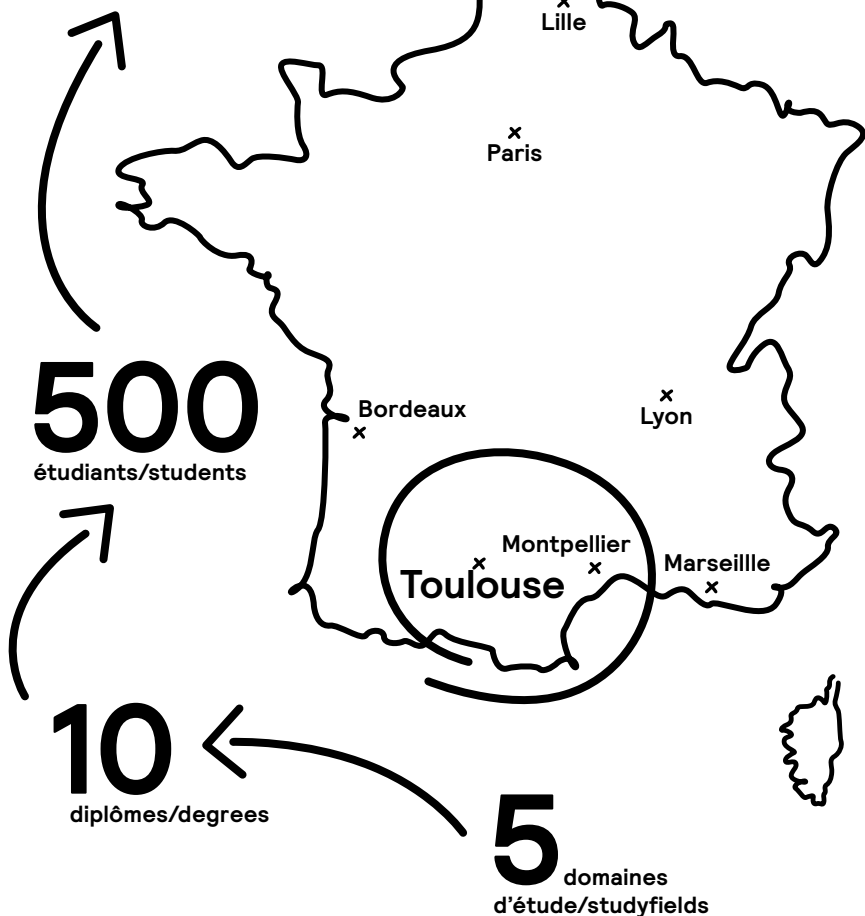 Lille
Paris
500
étudiants/students
Bordeaux
Lyon
Montpellier
Marseillle
Toulouse
10
diplômes/degrees
5 domaines
d'étude/studyfields